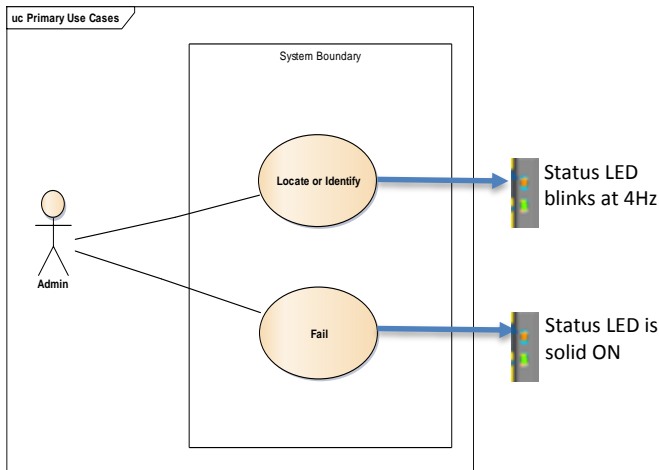 uc Primary Use Cases
System Boundary
Locate or Identify
Status LED
blinks at 4Hz
Admin
Fail
Status LED is
solid ON